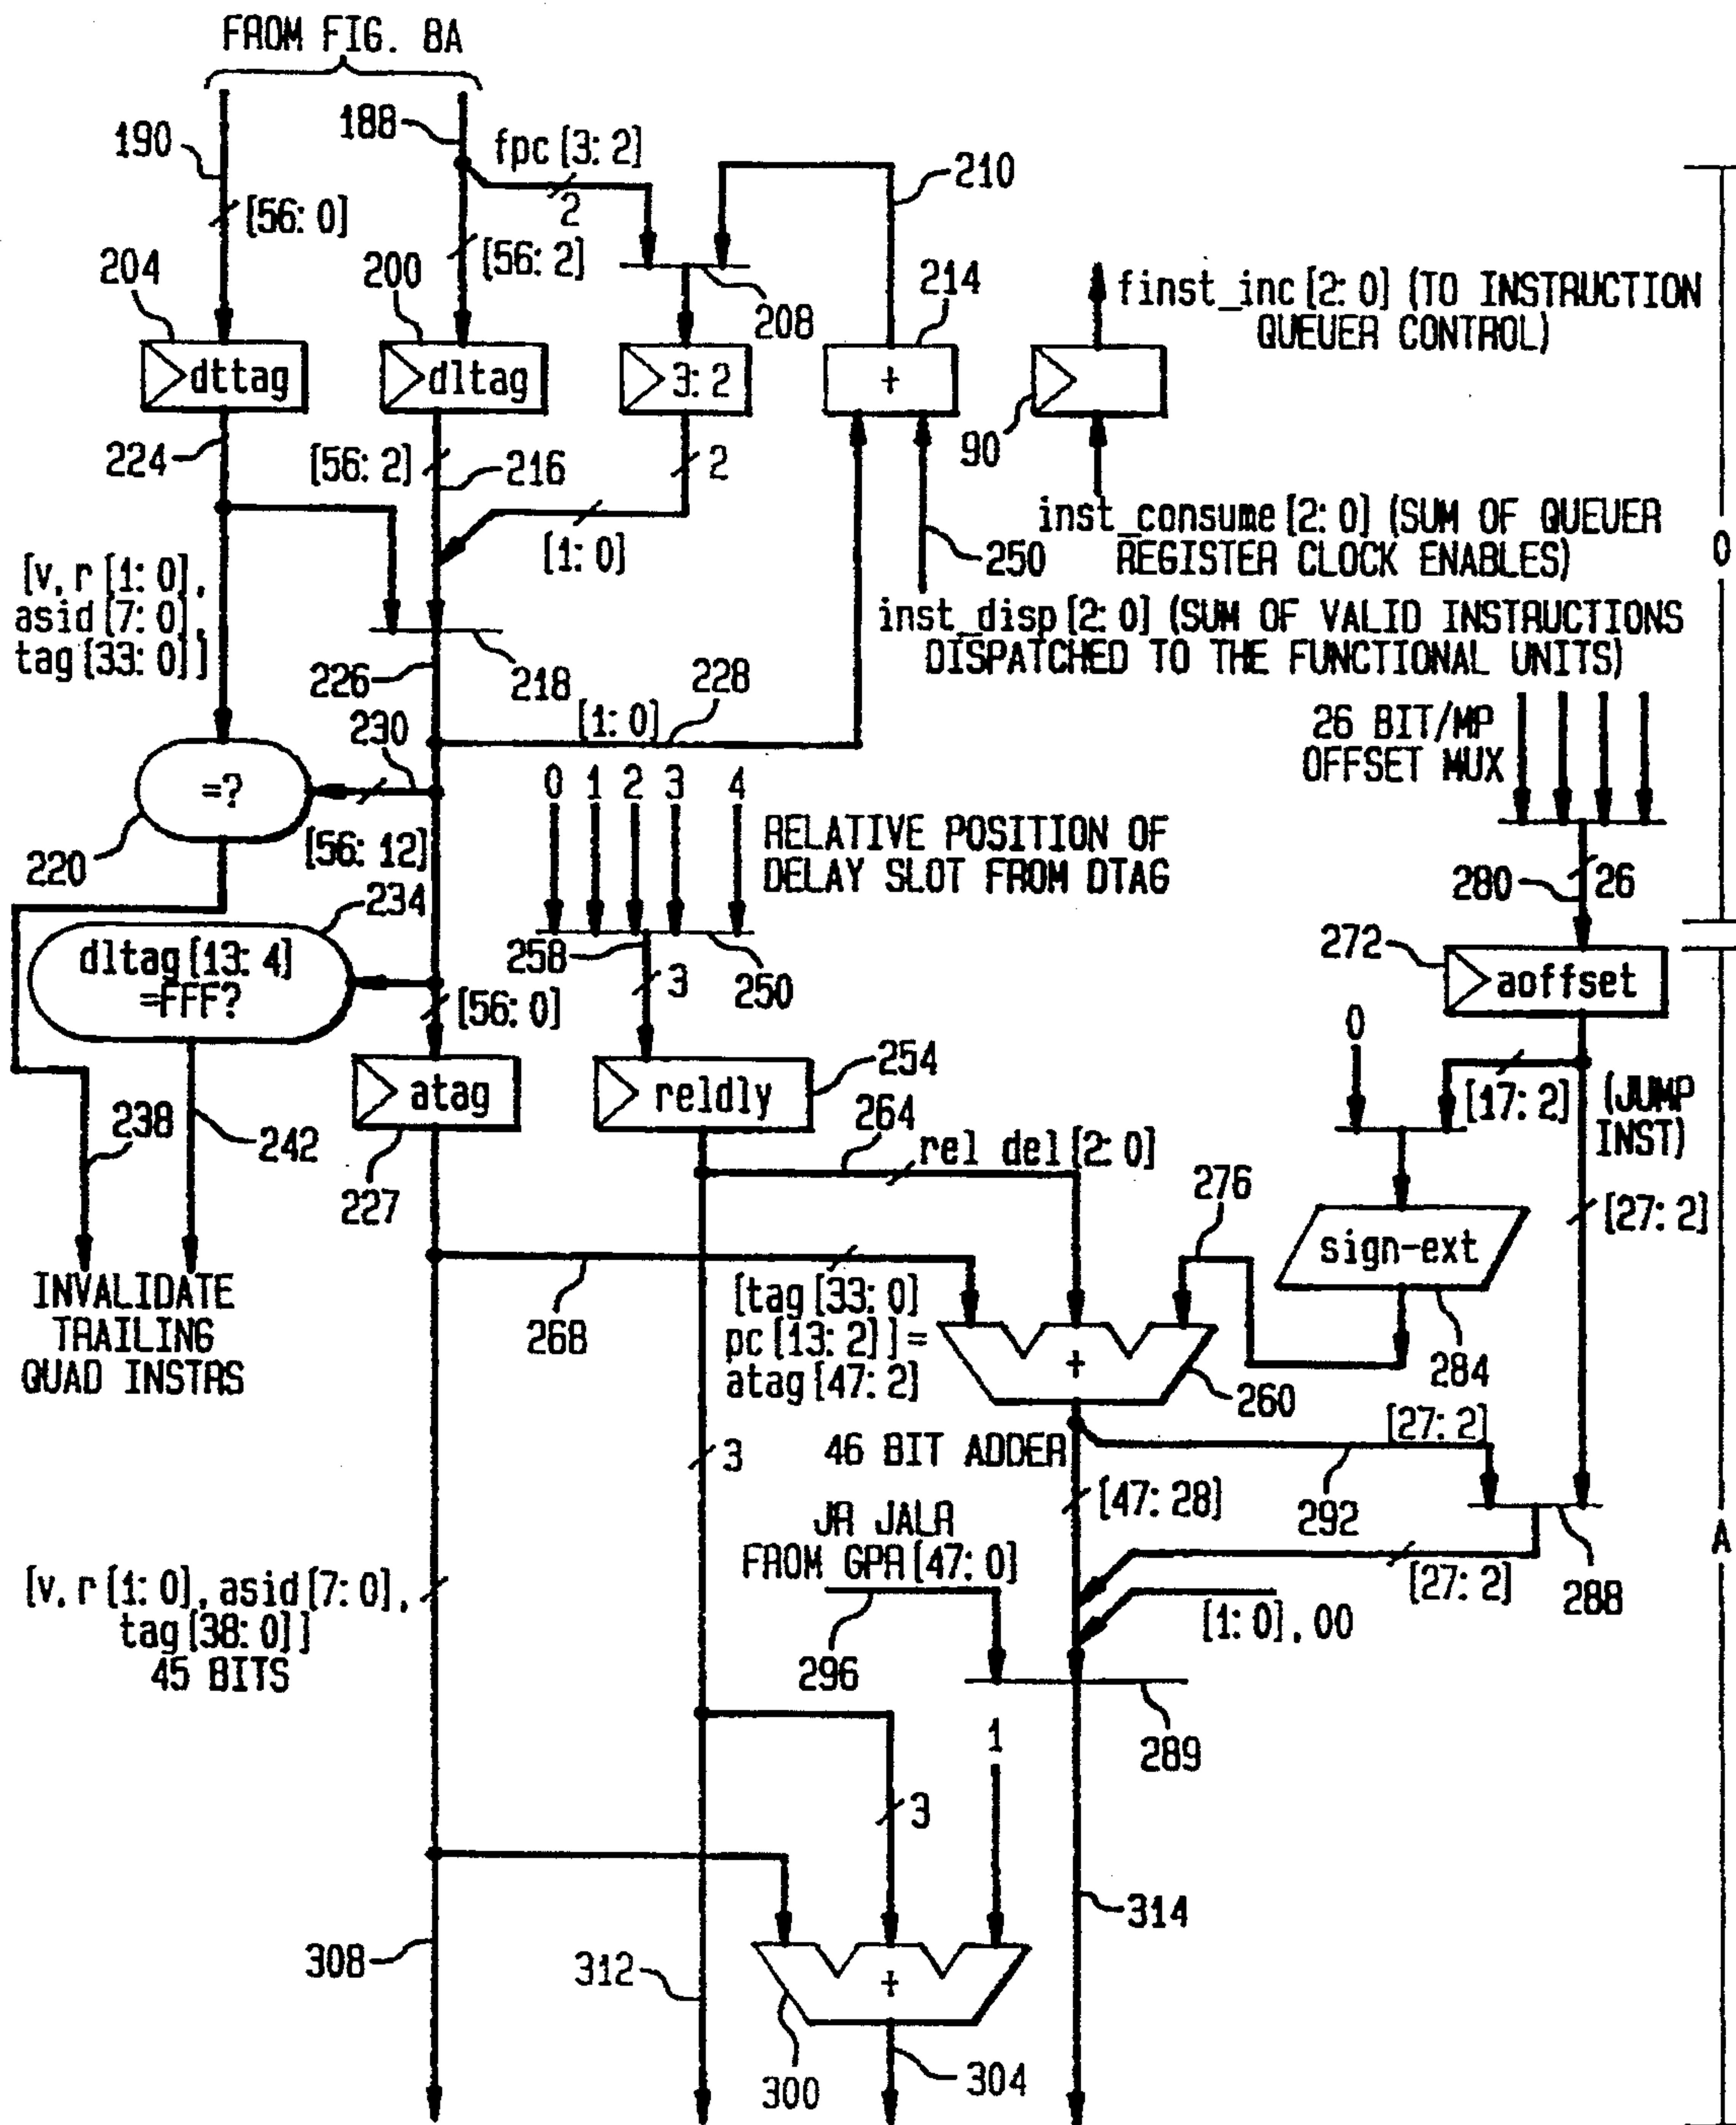 FROM FIG. 8A
190
188
fpc [3: 2]
2
210
[56: 0]
[56: 2]
204
200
208
214
finst_inc [2: 0] (TO INSTRUCTION
QUEUER CONTROL)
dttag
dltag
3: 2
+
224
[56: 2]
216
2
90
[1: 0]
inst_consume [2: 0] (SUM OF QUEUER
REGISTER CLOCK ENABLES)
250
inst_disp [2: 0] (SUM OF VALID INSTRUCTIONS
DISPATCHED TO THE FUNCTIONAL UNITS)
0
[v, r [1: 0],
asid [7: 0],
tag [33: 0]]
226
218
[1: 0]
228
230
26 BIT/MP
OFFSET MUX
=?
0
1
2
3
4
220
[56: 12]
RELATIVE POSITION OF
DELAY SLOT FROM DTAG
280
26
234
dltag [13: 4]
=FFF?
258
3
250
272
aoffset
[56: 0]
0
atag
reldly
254
[17: 2]
(JUMP
INST)
238
242
227
264
rel del [2: 0]
276
[27: 2]
sign-ext
INVALIDATE
TRAILING
QUAD INSTRS
268
[tag [33: 0]
pc [13: 2]] =
atag [47: 2]
+
260
284
[27: 2]
3
46 BIT ADDER
[47: 28]
292
JR JALR
FROM GPR [47: 0]
A
[27: 2]
288
[v, r [1: 0], asid [7: 0],
tag [38: 0]]
45 BITS
296
[1: 0], 00
1
289
3
314
308
312
+
300
304